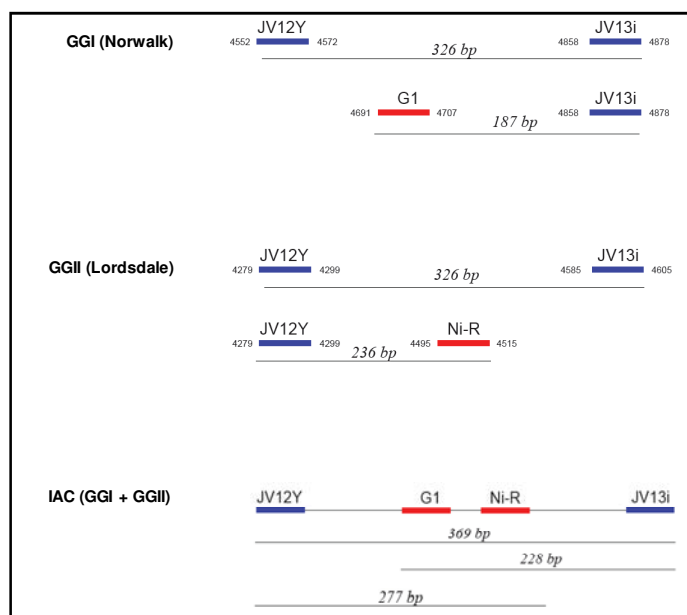 GGI (Norwalk)
JV12Y JV13i
4552 4572 4858 4878
326 bp
G1 JV13i
4691 4707 4858 4878
187 bp
GGII (Lordsdale)
JV12Y JV13i
4279 4299 4585 4605
326 bp
JV12Y Ni-R
4279 4299 4495 4515
236 bp
IAC (GGI + GGII)
JV12Y G1 Ni-R JV13i
369 bp
228 bp
277 bp